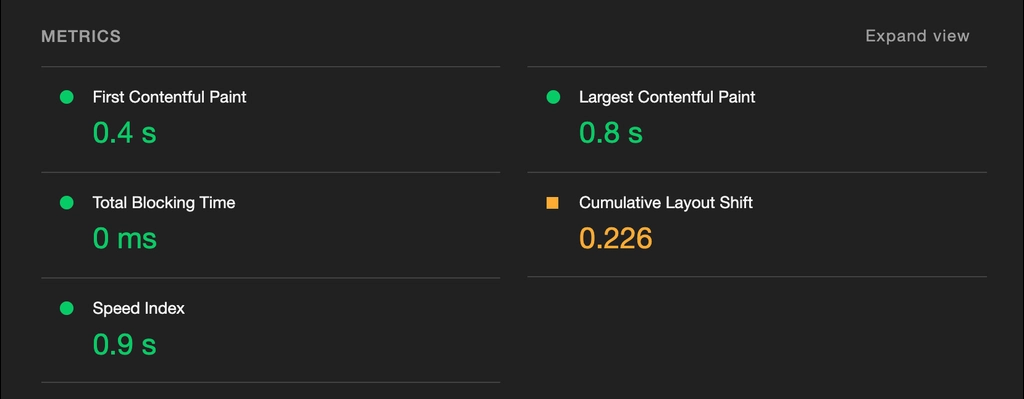 METRICS
Expand view
First Contentful Paint
0.4 s
Largest Contentful Paint
0.8 s
Total Blocking Time
0 ms
Cumulative Layout Shift
0.226
Speed Index
0.9 s